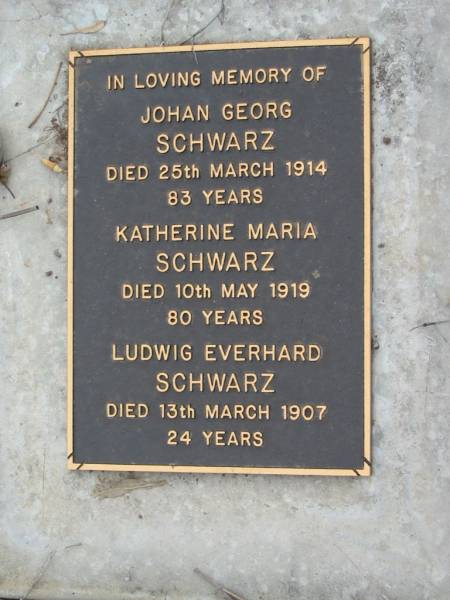 IN LOVING MEMORY OF
JOHAN GEORG
SCHWARZ
DIED 25th MARCH 1914
83 YEARS
KATHERINE MARIA
SCHWARZ
DIED 10th MAY 1919
80 YEARS
LUDWIG EVERHARD
SCHWARZ
DIED 13th MARCH 1907
24 YEARS